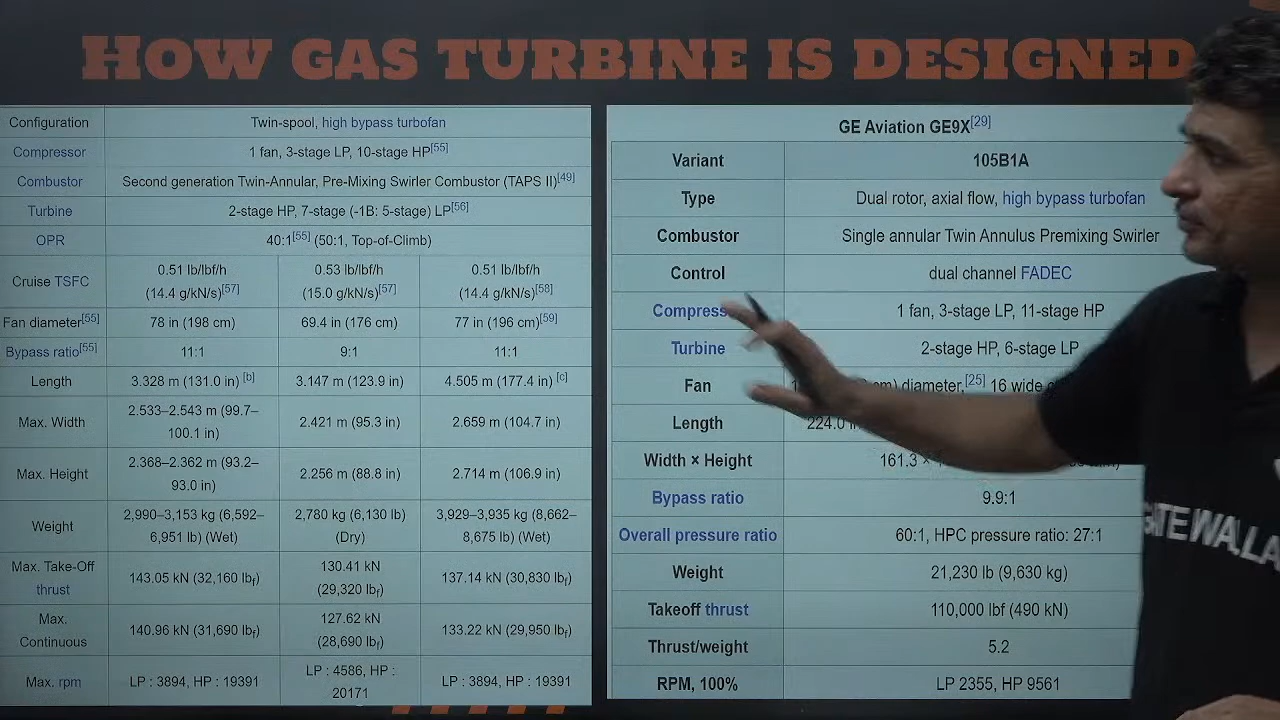 HOW GAS TURBINE IS DESIGNED
Configuration Twin-spool, high bypass turbofan
Compressor 1 fan, 3-stage LP, 10-stage HP[55]
Combustor Second generation Twin-Annular, Pre-Mixing Swirler Combustor (TAPS II)[49]
Turbine 2-stage HP, 7-stage (-1B: 5-stage) LP[56]
OPR 40:1[55] (50:1, Top-of-Climb)
Cruise TSFC 0.51 lb/lbf/h (14.4 g/kN/s)[57] 0.53 lb/lbf/h (15.0 g/kN/s)[57] 0.51 lb/lbf/h (14.4 g/kN/s)[58]
Fan diameter[55] 78 in (198 cm) 69.4 in (176 cm) 77 in (196 cm)[59]
Bypass ratio[55] 11:1 9:1 11:1
Length 3.328 m (131.0 in) [b] 3.147 m (123.9 in) 4.505 m (177.4 in) [c]
Max. Width 2.533–2.543 m (99.7–100.1 in) 2.421 m (95.3 in) 2.659 m (104.7 in)
Max. Height 2.368–2.362 m (93.2–93.0 in) 2.256 m (88.8 in) 2.714 m (106.9 in)
Weight 2,990–3,153 kg (6,592–6,951 lb) (Wet) 2,780 kg (6,130 lb) (Dry) 3,929–3,935 kg (8,662–8,675 lb) (Wet)
Max. Take-Off thrust 143.05 kN (32,160 lbf) 130.41 kN (29,320 lbf) 137.14 kN (30,830 lbf)
Max. Continuous 140.96 kN (31,690 lbf) 127.62 kN (28,690 lbf) 133.22 kN (29,950 lbf)
Max. rpm LP : 3894, HP : 19391 LP : 4586, HP : 20171 LP : 3894, HP : 19391
GE Aviation GE9X[29]
Variant 105B1A
Type Dual rotor, axial flow, high bypass turbofan
Combustor Single annular Twin Annulus Premixing Swirler
Control dual channel FADEC
Compress 1 fan, 3-stage LP, 11-stage HP
Turbine 2-stage HP, 6-stage LP
Fan diameter,[25] 16 wide
Length 224.0
Width × Height 161.3 ×
Bypass ratio 9.9:1
Overall pressure ratio 60:1, HPC pressure ratio: 27:1
Weight 21,230 lb (9,630 kg)
Takeoff thrust 110,000 lbf (490 kN)
Thrust/weight 5.2
RPM, 100% LP 2355, HP 9561
GATE WALLA